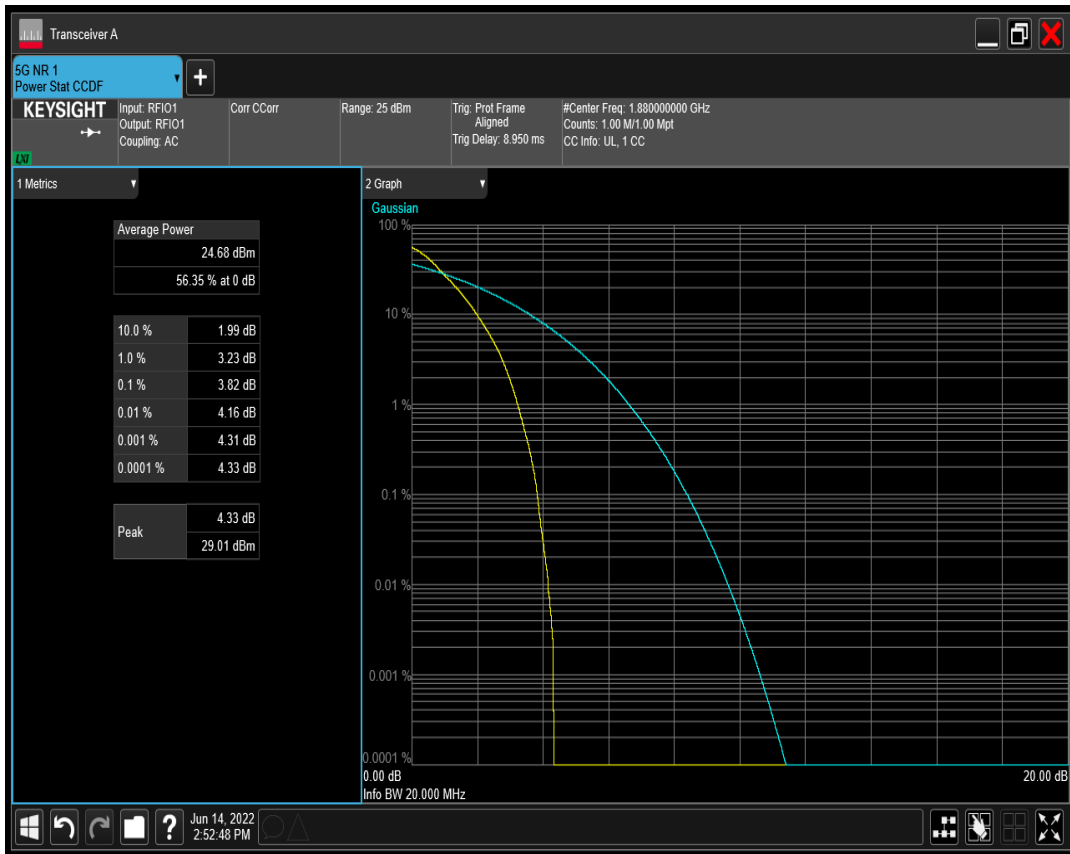 Transceiver A
5G NR 1
Power Stat CCDF
+
KEYSIGHT
LXI
Input: RFIO1
Output: RFIO1
Coupling: AC
Corr CCorr
Range: 25 dBm
Trig: Prot Frame
Aligned
Trig Delay: 8.950 ms
#Center Freq: 1.880000000 GHz
Counts: 1.00 M/1.00 Mpt
CC Info: UL, 1 CC
1 Metrics
Average Power
24.68 dBm
56.35 % at 0 dB
10.0 % 1.99 dB
1.0 % 3.23 dB
0.1 % 3.82 dB
0.01 % 4.16 dB
0.001 % 4.31 dB
0.0001 % 4.33 dB
Peak
4.33 dB
29.01 dBm
2 Graph
Gaussian
100 %
10 %
1 %
0.1 %
0.01 %
0.001 %
0.0001 %
0.00 dB 20.00 dB
Info BW 20.000 MHz
?
Jun 14, 2022
2:52:48 PM